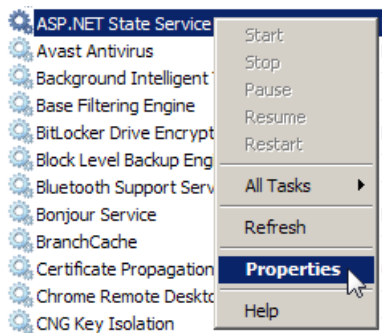 ASP.NET State Service
Avast Antivirus
Background Intelligent
Base Filtering Engine
BitLocker Drive Encrypt
Block Level Backup Eng
Bluetooth Support Serv
Bonjour Service
BranchCache
Certificate Propagation
Chrome Remote Deskto
CNG Key Isolation
Start
Stop
Pause
Resume
Restart
All Tasks
Refresh
Properties
Help